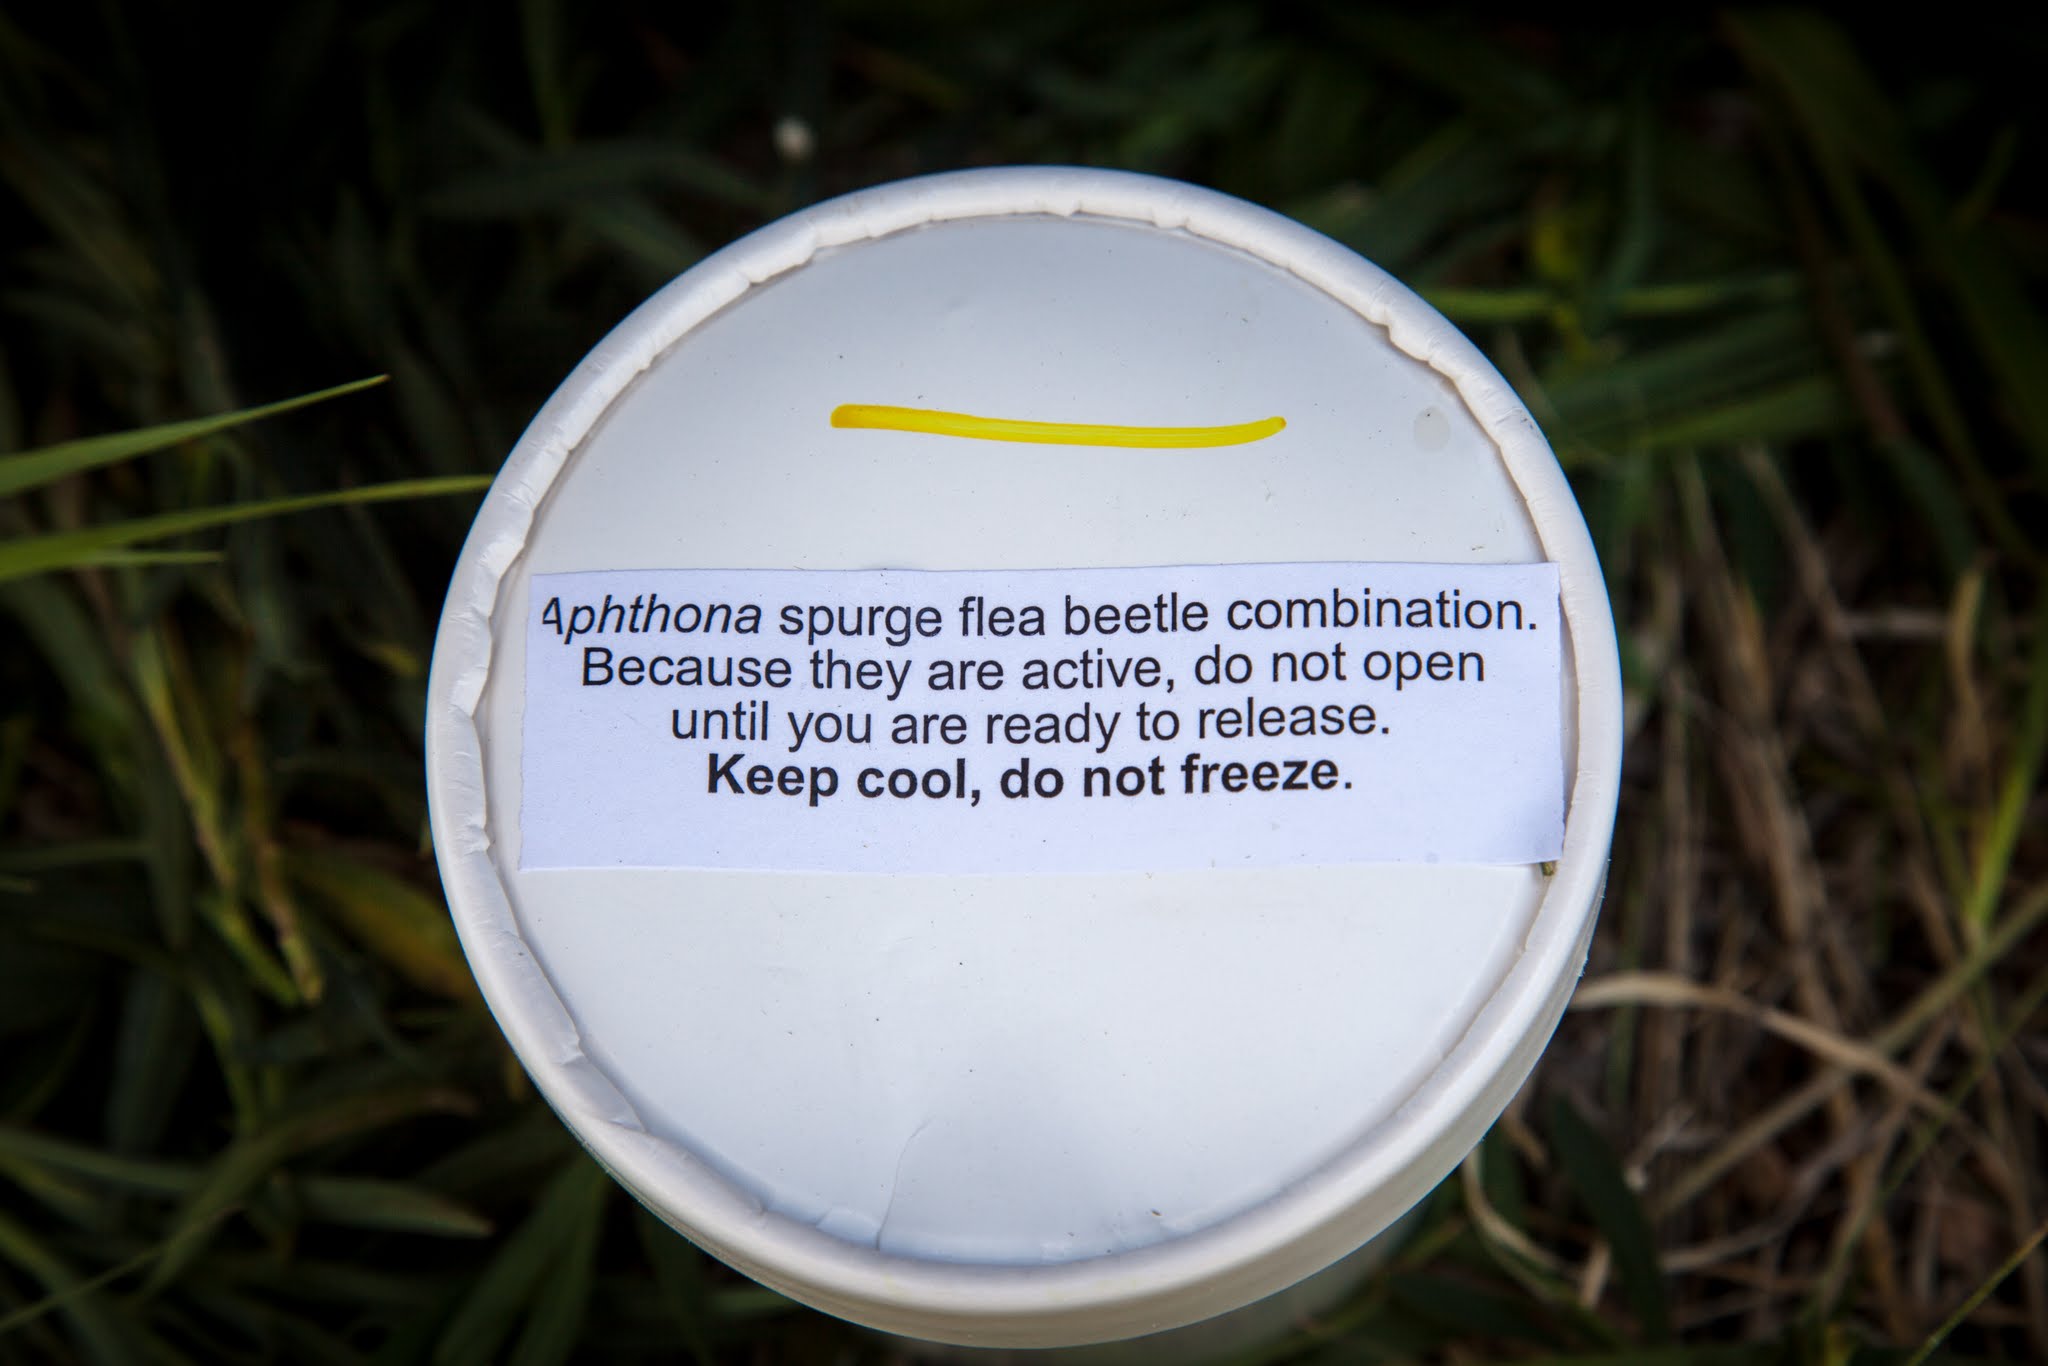 Aphthona spurge flea beetle combination.
Because they are active, do not open
until you are ready to release.
Keep cool, do not freeze.